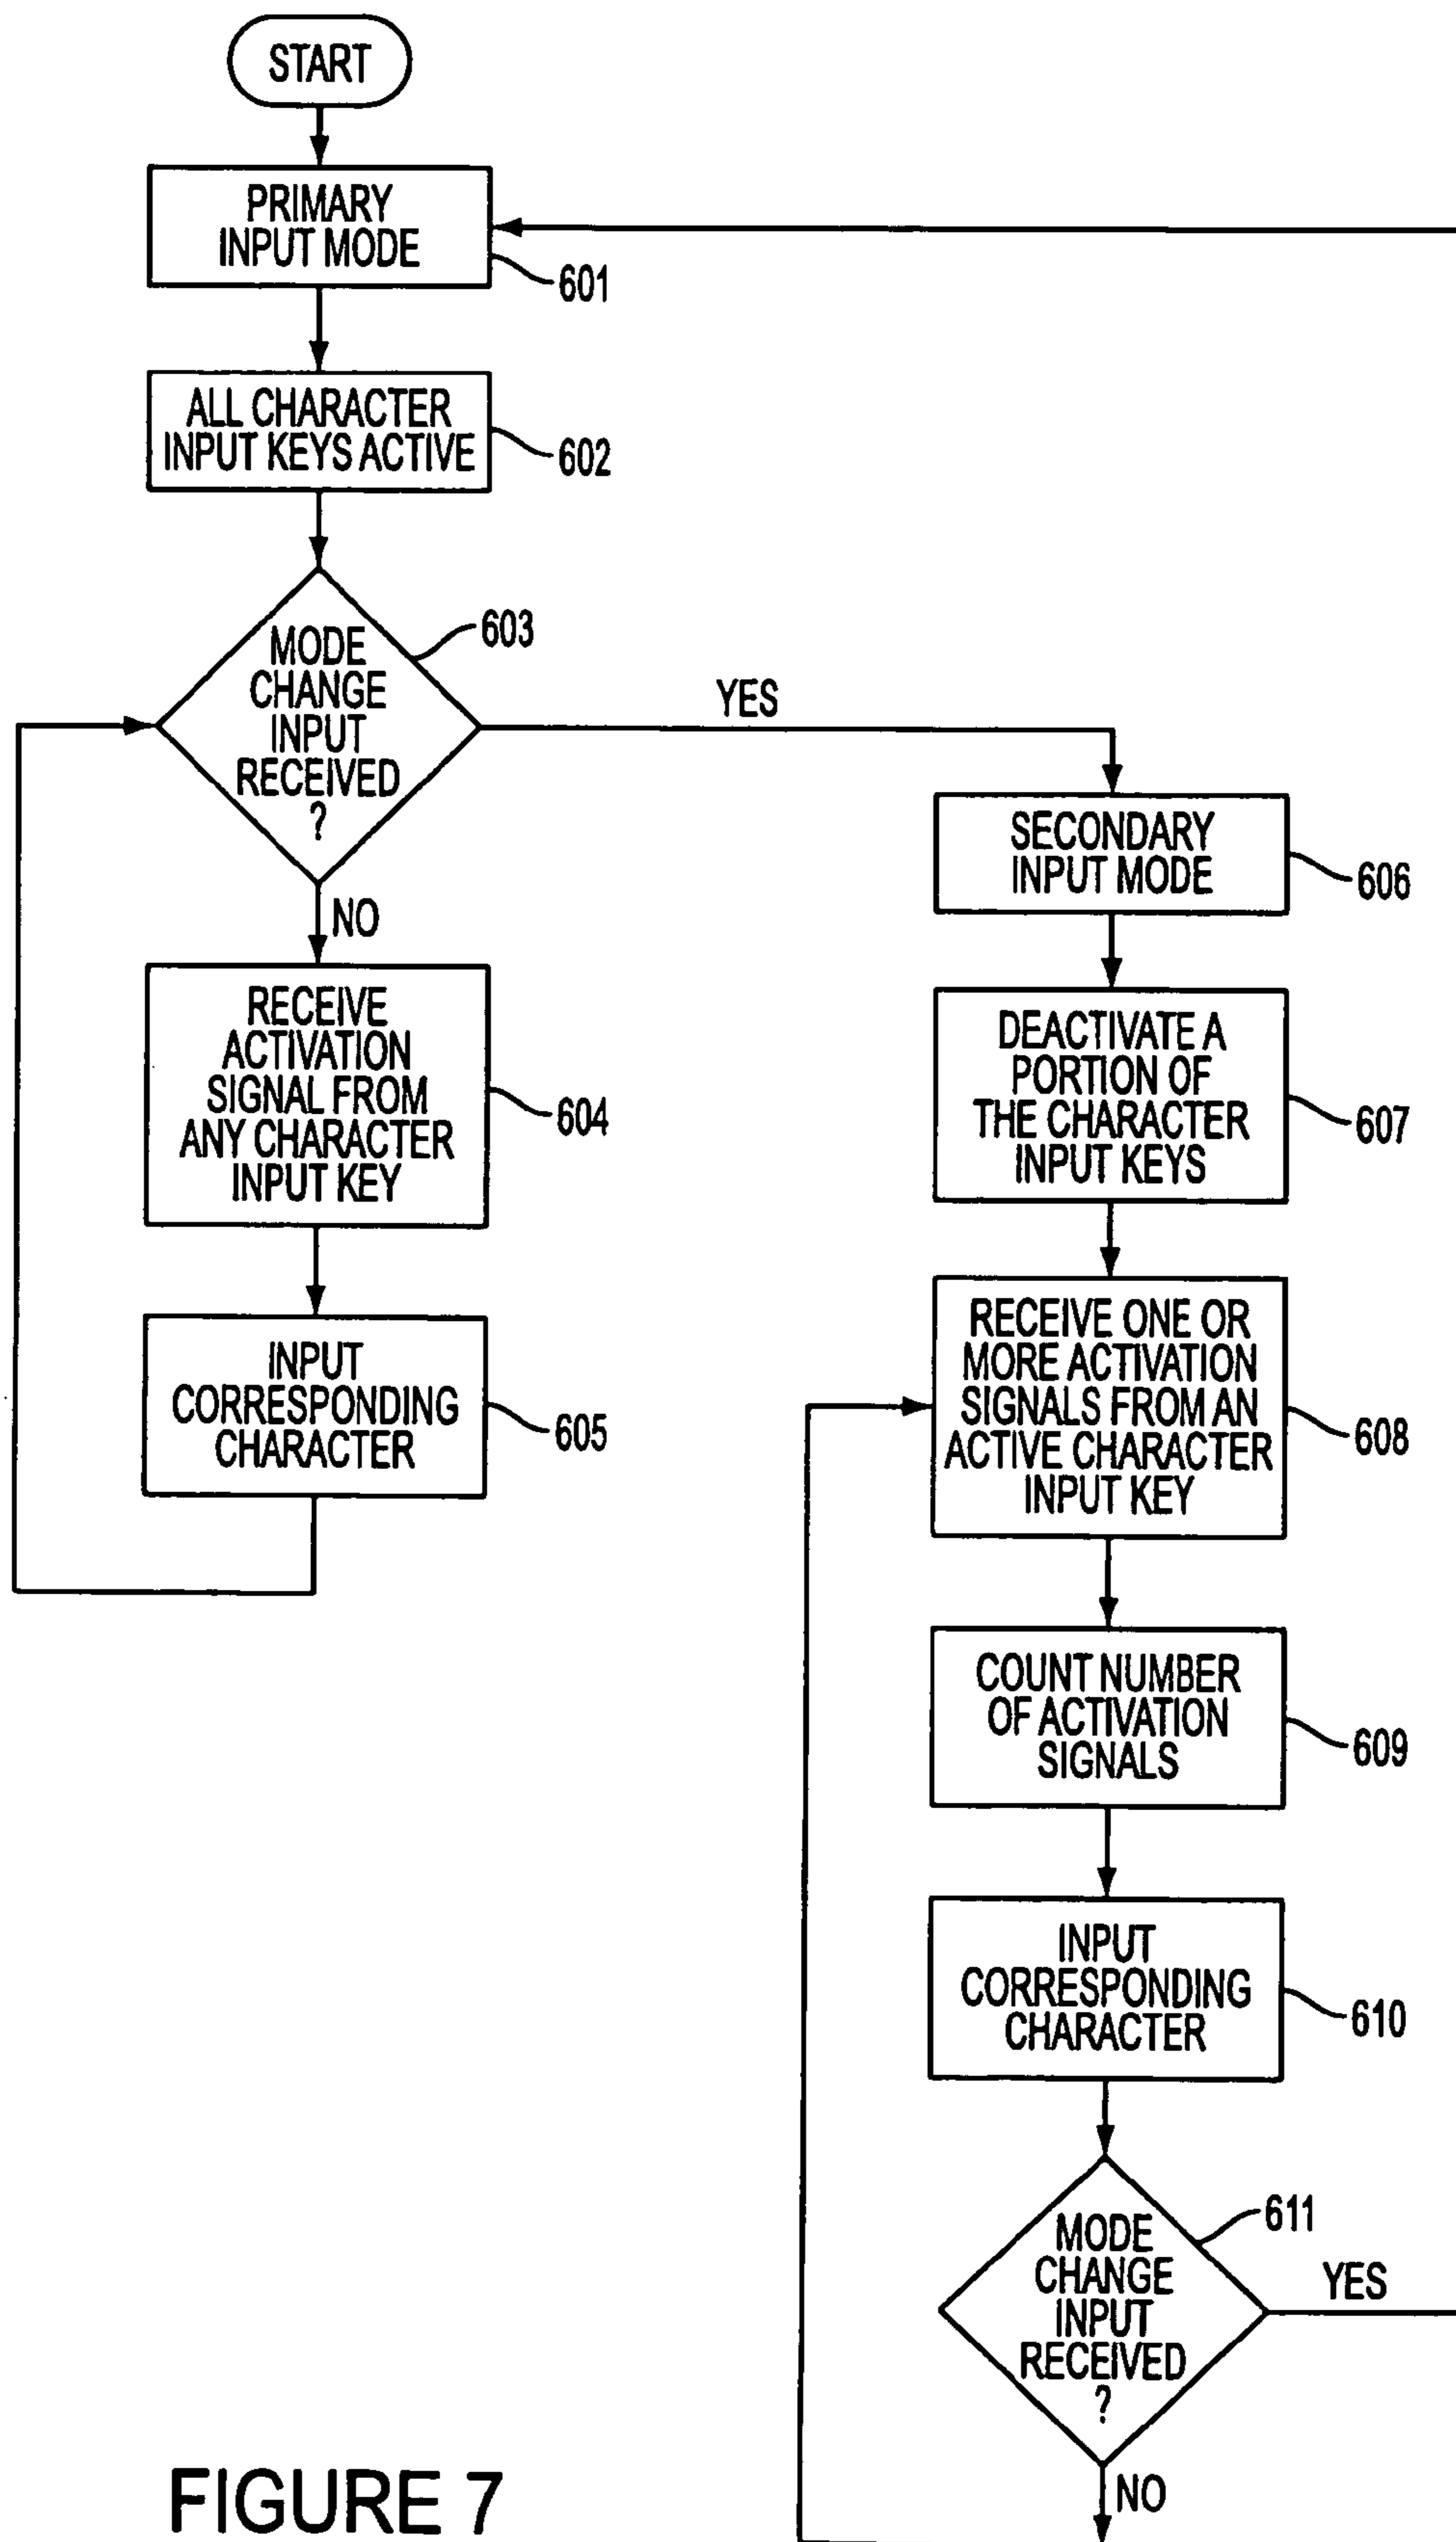 START
PRIMARY
INPUT MODE
601
ALL CHARACTER
INPUT KEYS ACTIVE
602
MODE
CHANGE
INPUT
RECEIVED
?
603
YES
NO
RECEIVE
ACTIVATION
SIGNAL FROM
ANY CHARACTER
INPUT KEY
604
INPUT
CORRESPONDING
CHARACTER
605
SECONDARY
INPUT MODE
606
DEACTIVATE A
PORTION OF
THE CHARACTER
INPUT KEYS
607
RECEIVE ONE OR
MORE ACTIVATION
SIGNALS FROM AN
ACTIVE CHARACTER
INPUT KEY
608
COUNT NUMBER
OF ACTIVATION
SIGNALS
609
INPUT
CORRESPONDING
CHARACTER
610
MODE
CHANGE
INPUT
RECEIVED
?
611
YES
NO
FIGURE 7